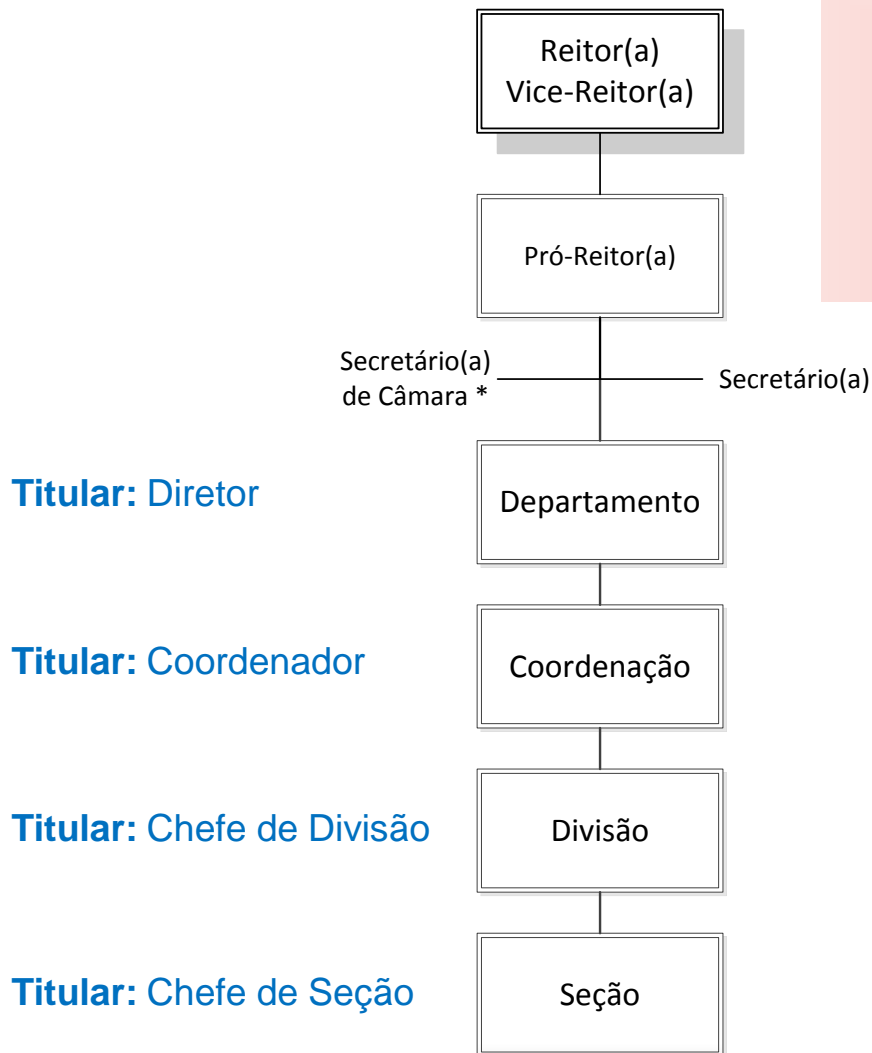 Reitor(a)
Vice-Reitor(a)
Pró-Reitor(a)
Secretário(a)
de Câmara *
Secretário(a)
Titular: Diretor
Departamento
Titular: Coordenador
Coordenação
Titular: Chefe de Divisão
Divisão
Titular: Chefe de Seção
Seção